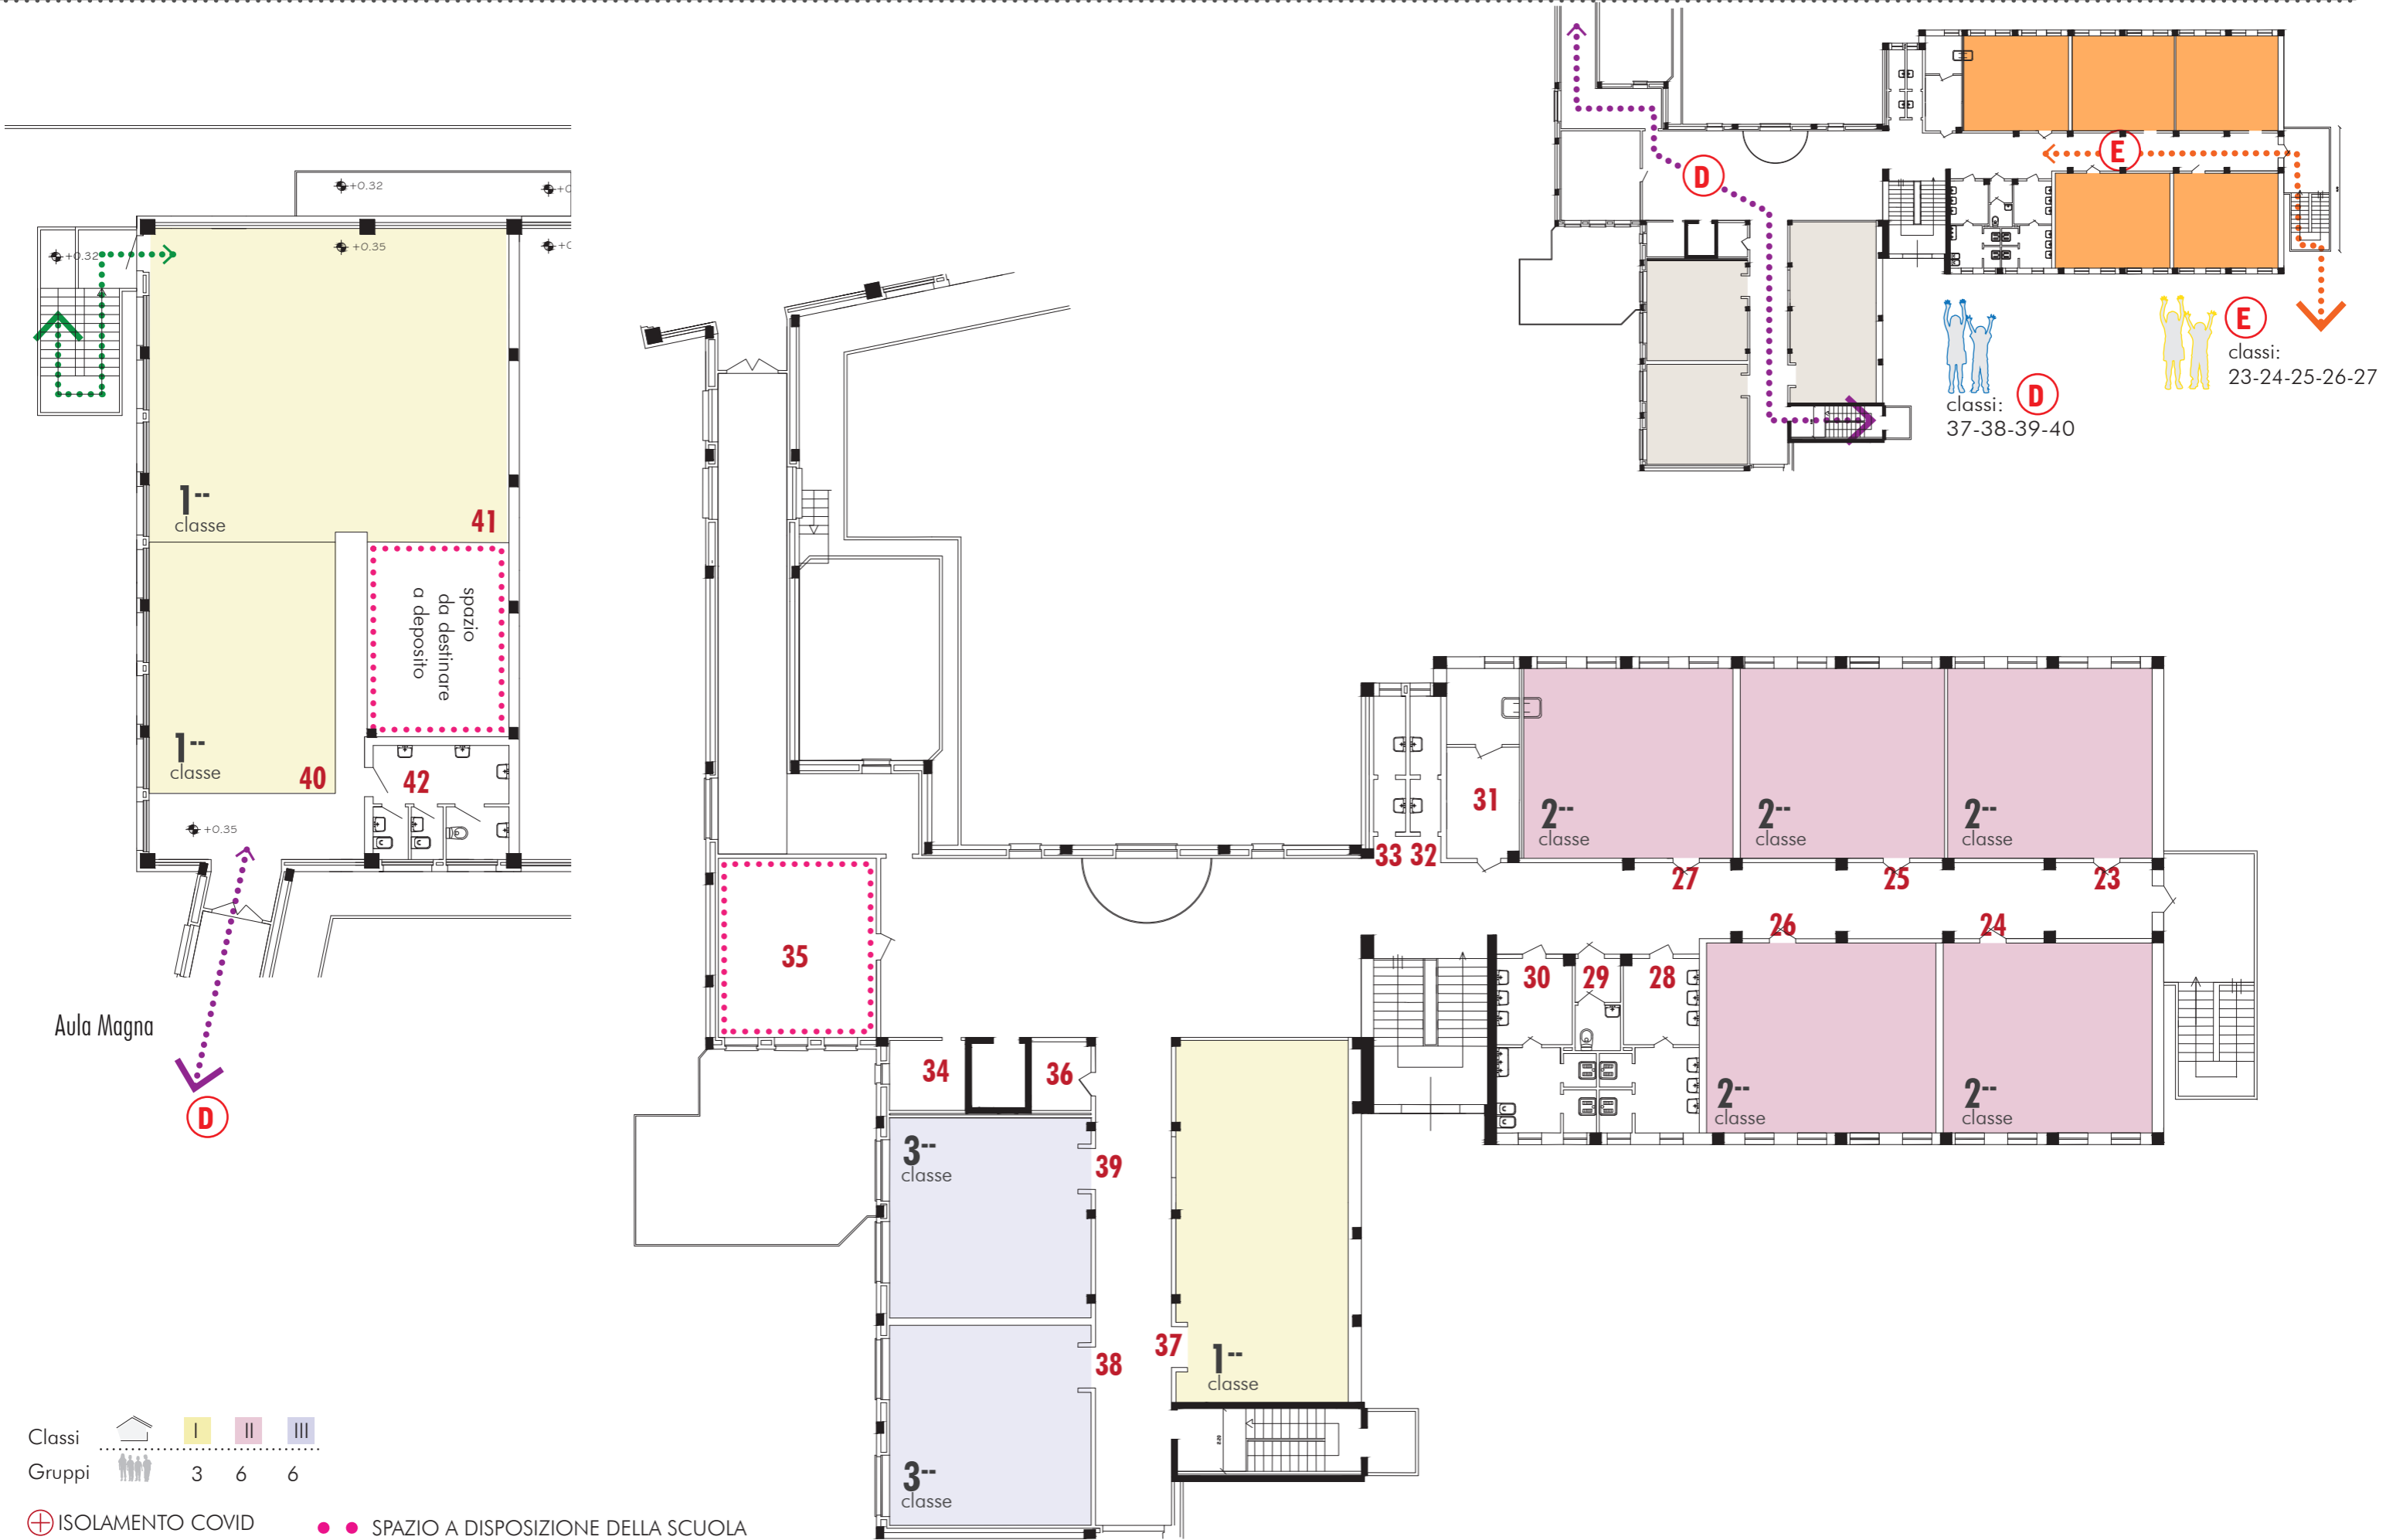 +0.32
+0.32
+0.35
1--
classe
41
spazio
da destinare
a deposito
1--
classe
40
42
+0.35
Aula Magna
D
D
E
classi: D
37-38-39-40
E
classi:
23-24-25-26-27
31
33 32
2--
classe
2--
classe
2--
classe
27
25
23
26
24
35
30
29
28
34
36
2--
classe
2--
classe
3--
classe
39
38
37
1--
classe
3--
classe
Classi I II III
Gruppi 3 6 6
ISOLAMENTO COVID
SPAZIO A DISPOSIZIONE DELLA SCUOLA